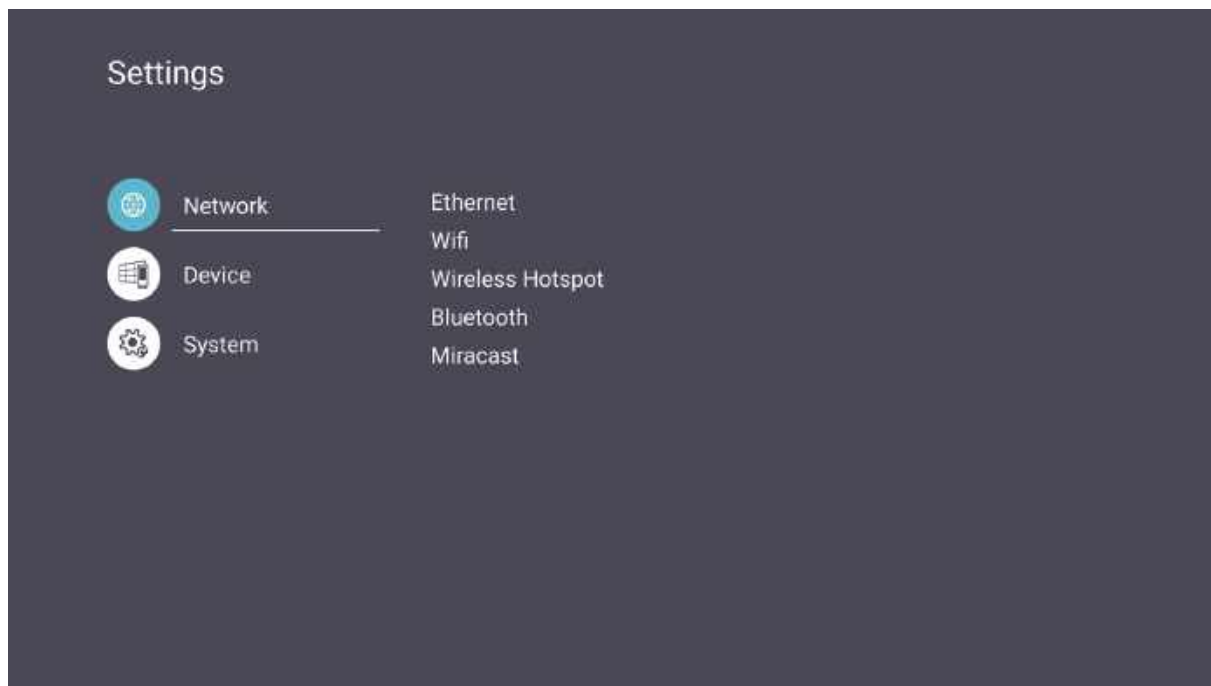 Settings
Network
Device
System
Ethernet
Wifi
Wireless Hotspot
Bluetooth
Miracast